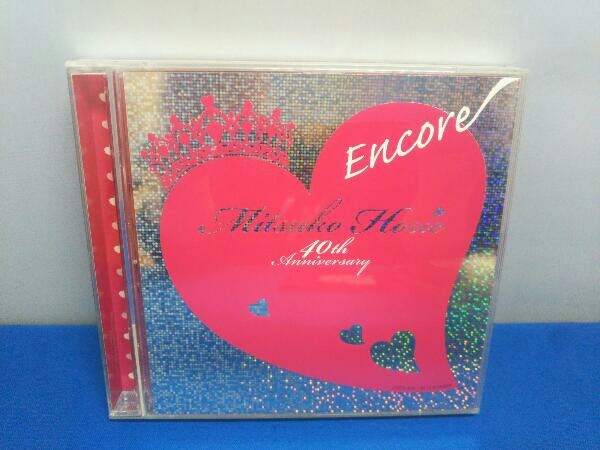 Encore
Mitsuko Horie
40th
Anniversary